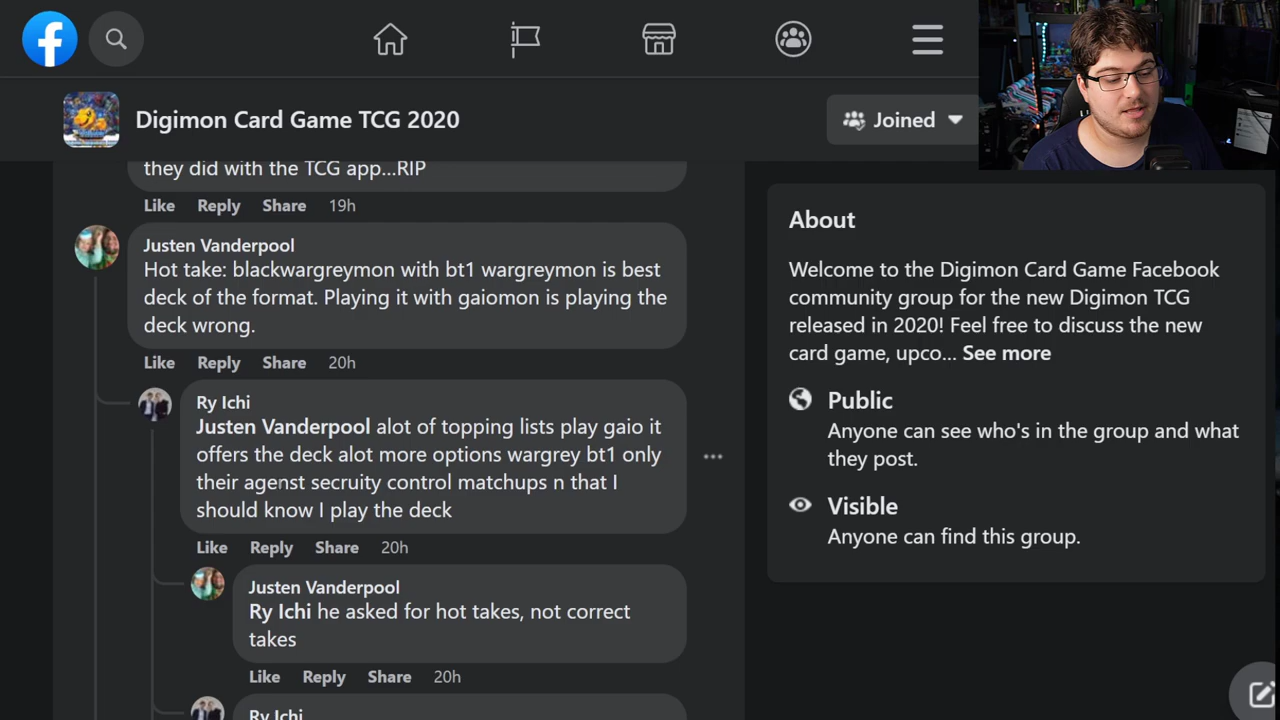 Digimon Card Game TCG 2020
Joined
they did with the TCG app...RIP
Like Reply Share 19h
Justen Vanderpool
Hot take: blackwargreymon with bt1 wargreymon is best
deck of the format. Playing it with gaiomon is playing the
deck wrong.
Like Reply Share 20h
Ry Ichi
Justen Vanderpool alot of topping lists play gaio it
offers the deck alot more options wargrey bt1 only
their agenst secruity control matchups n that I
should know I play the deck
Like Reply Share 20h
Justen Vanderpool
Ry Ichi he asked for hot takes, not correct
takes
Like Reply Share 20h
Ry Ichi
About
Welcome to the Digimon Card Game Facebook
community group for the new Digimon TCG
released in 2020! Feel free to discuss the new
card game, upco... See more
Public
Anyone can see who's in the group and what
they post.
Visible
Anyone can find this group.